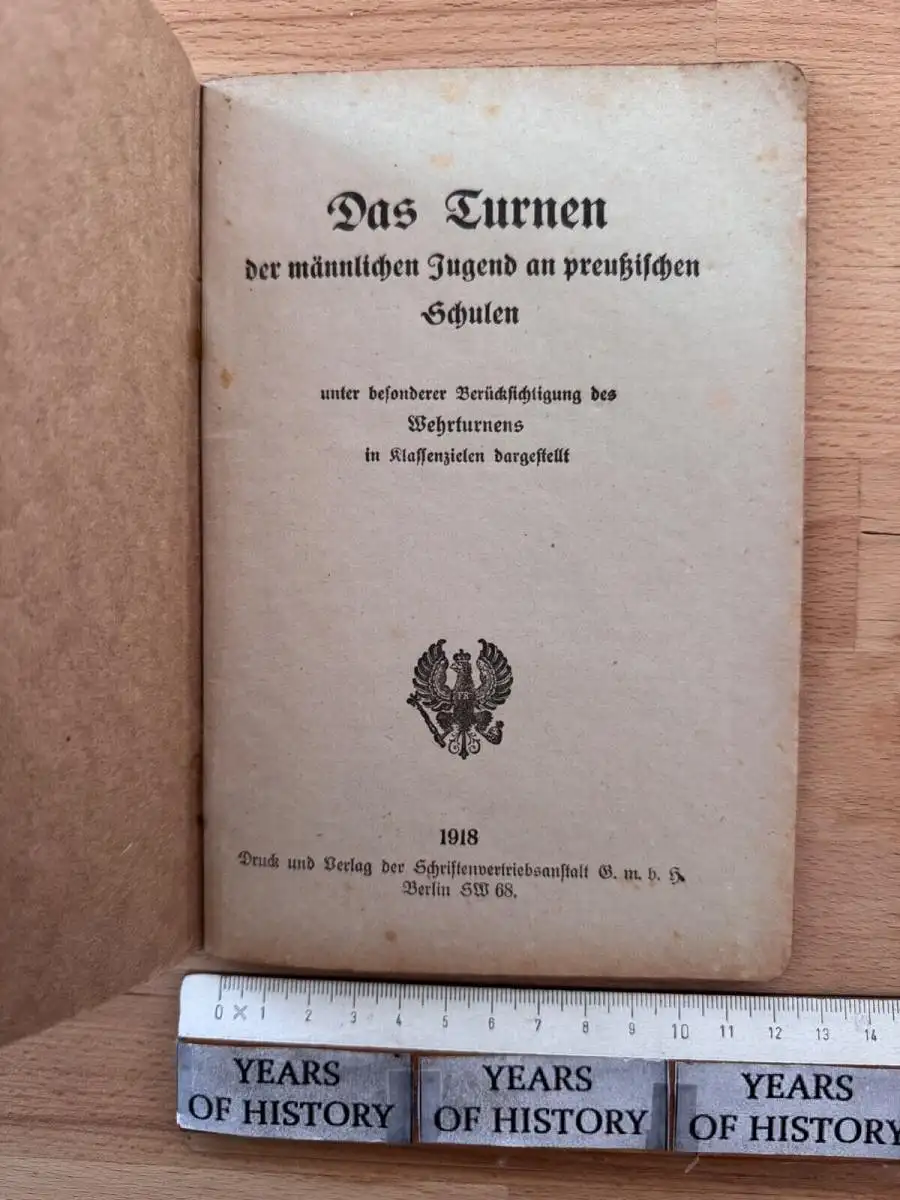 Das Turnen
der männlichen Jugend an preußischen
Schulen
unter besonderer Berücksichtigung des
Wehrturnens
in Klassenzielen dargestellt
FR
1918
Druck und Verlag der Schriftenvertriebsanstalt G. m. b. H.
Berlin SW 68.
0 1 2 3 4 5 6 7 8 9 10 11 12 13 14
YEARS
OF HISTORY
YEARS
OF HISTORY
YEARS
OF HISTORY